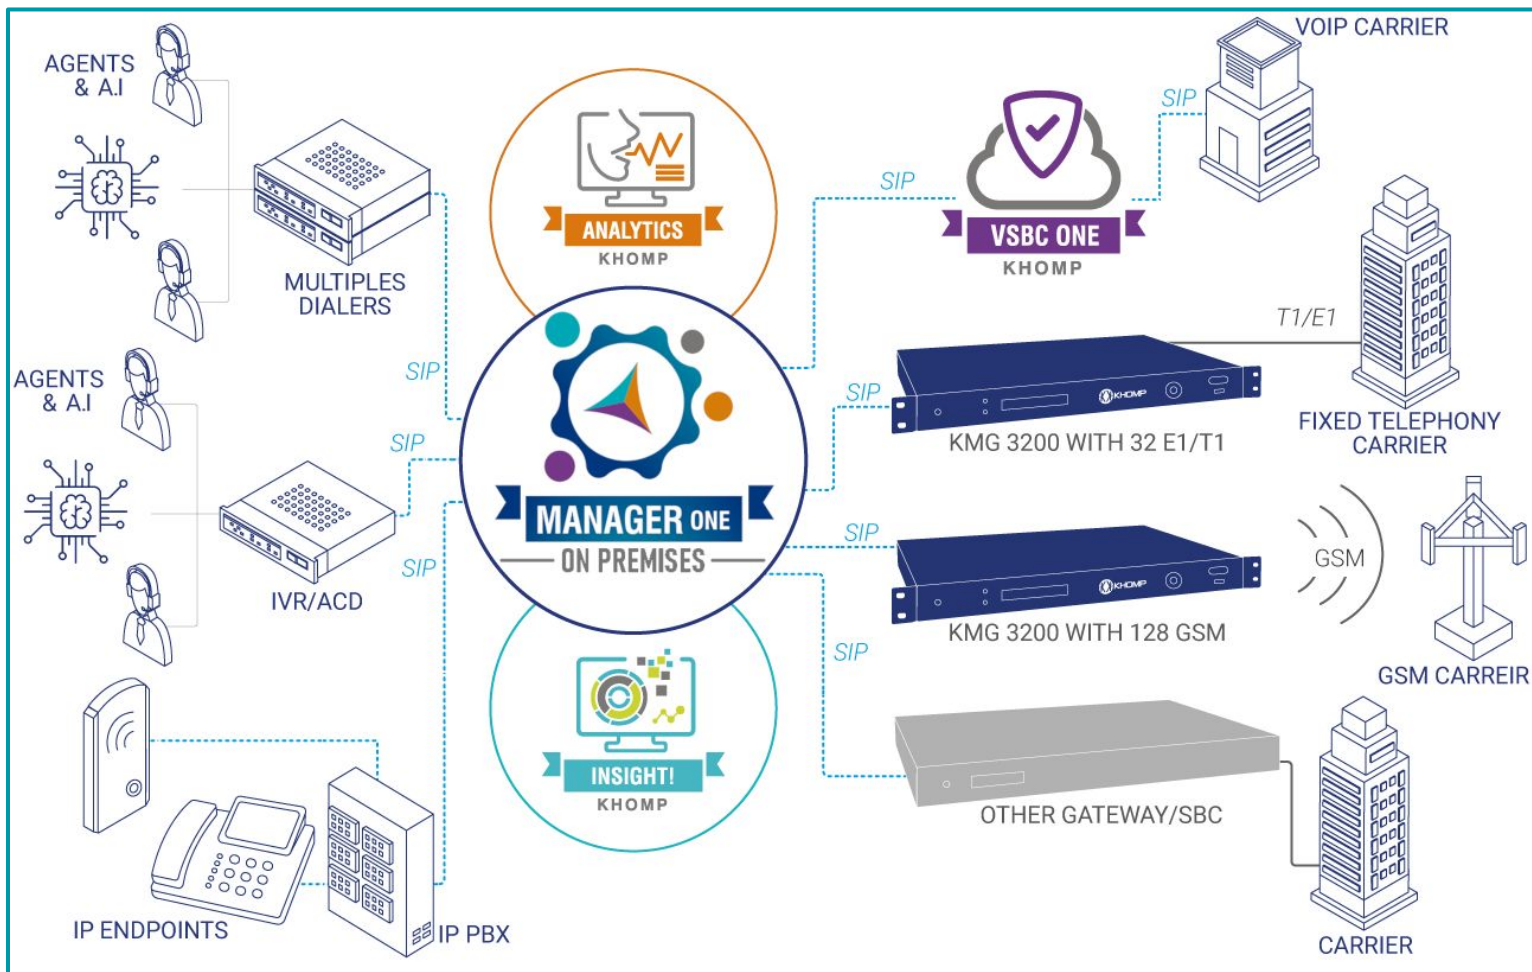 AGENTS
& A.I
MULTIPLES
DIALERS
SIP
AGENTS
& A.I
SIP
IVR/ACD
SIP
IP ENDPOINTS
IP PBX
ANALYTICS
KHOMP
MANAGER ONE
ON PREMISES
INSIGHT!
KHOMP
SIP
VSBC ONE
KHOMP
SIP
VOIP CARRIER
SIP
KHOMP
KMG 3200 WITH 32 E1/T1
T1/E1
FIXED TELEPHONY
CARRIER
SIP
KHOMP
KMG 3200 WITH 128 GSM
GSM
GSM CARREIR
SIP
OTHER GATEWAY/SBC
CARRIER